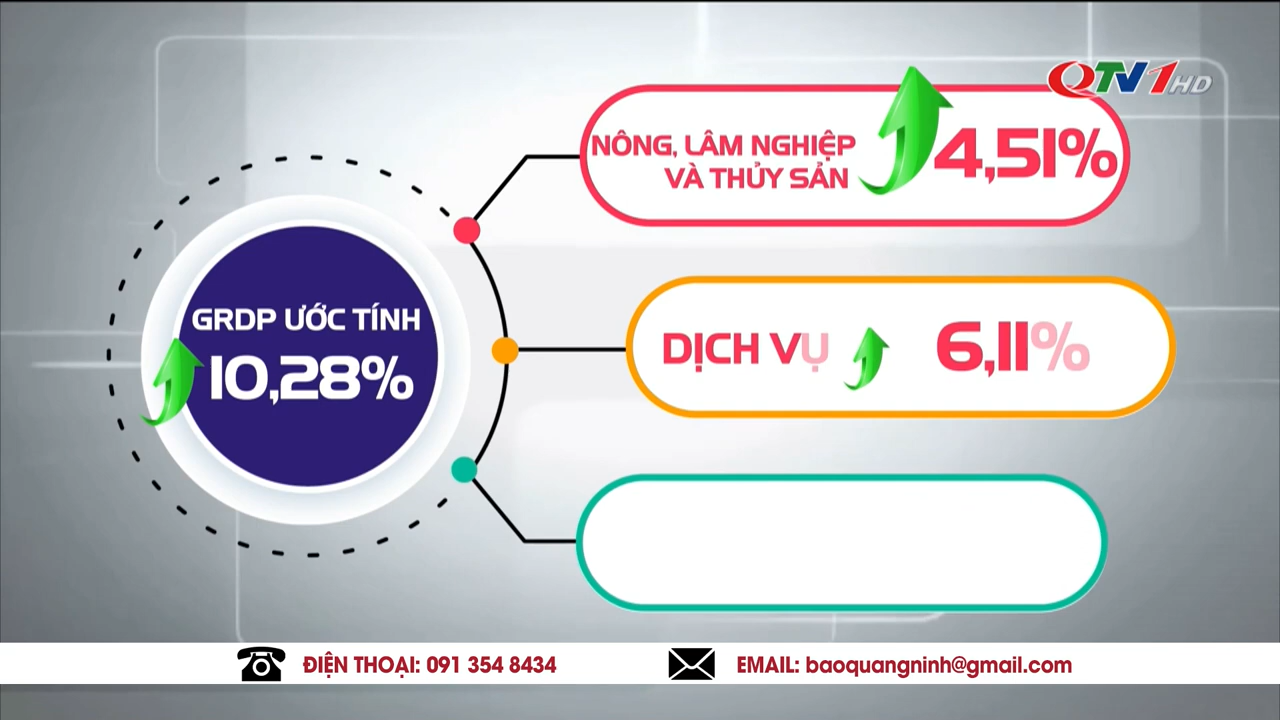 QTV1HD
NÔNG, LÂM NGHIỆP
VÀ THỦY SẢN
4,51%
GRDP ƯỚC TÍNH
10,28%
DỊCH VỤ
6,11%
ĐIỆN THOẠI: 091 354 8434
EMAIL: baoquangninh@gmail.com